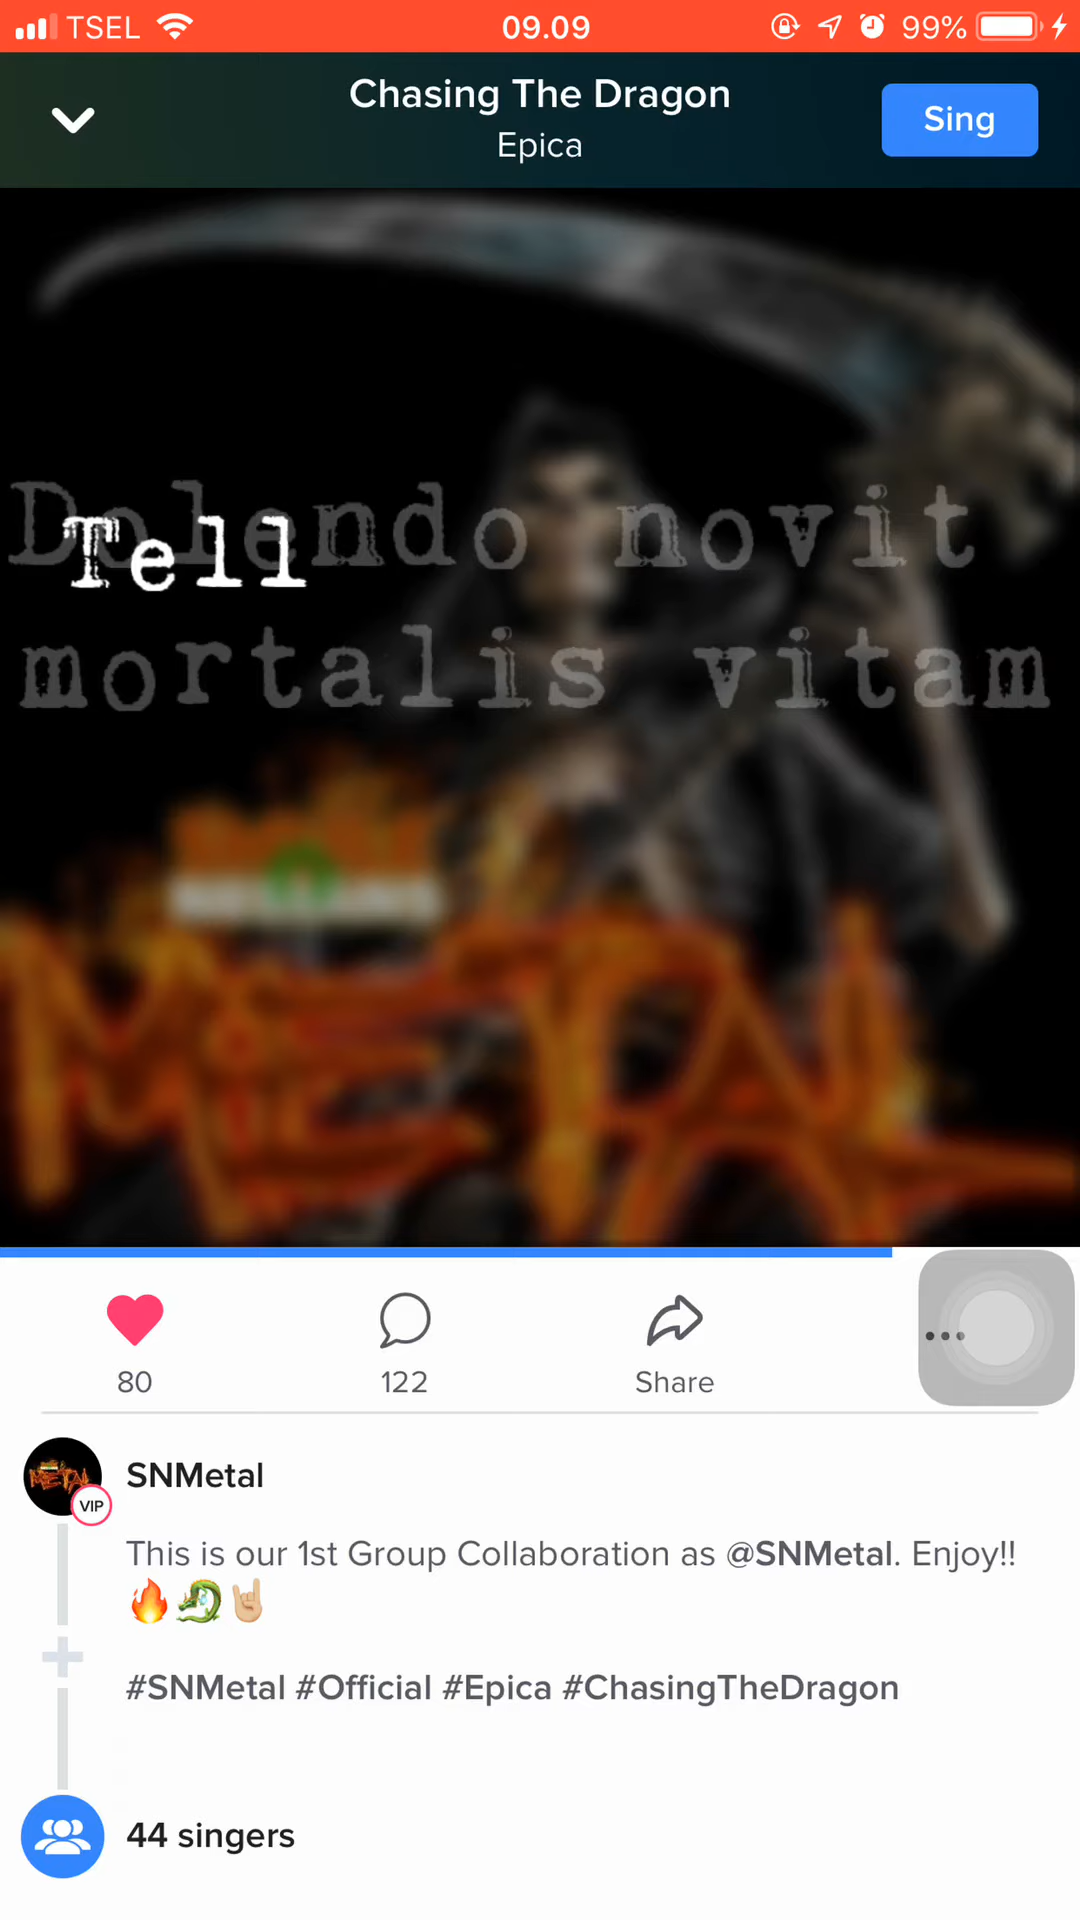 TSEL 09.09 99%
Chasing The Dragon
Epica
Sing
Dolendo novit
Tell
mortalis vitam
METAL
80
122
Share
SNMetal
VIP
This is our 1st Group Collaboration as @SNMetal. Enjoy!!
🔥🐉🤘🏼
#SNMetal #Official #Epica #ChasingTheDragon
44 singers